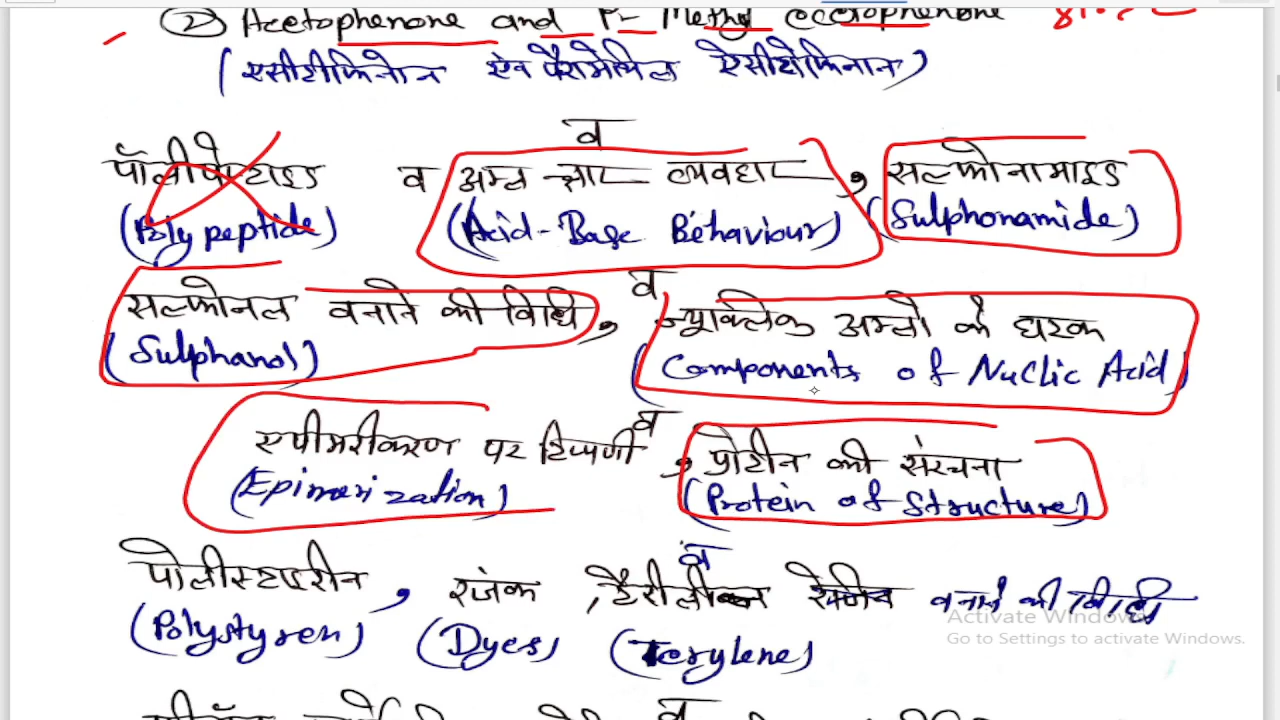 ② Acetophenone and P- Methyl acetophenone
(एसीटोफिनोन एंव पैरामेथिल ऐसीटोफिनोन)
व
पॉलीपेप्टाइड व अम्ल क्षार व्यवहार , सल्फोनामाइड
(Poly peptide) (Acid-Base Behaviour) (Sulphonamide)
सल्फोनल बनाने की विधि , व न्यूक्लिक अम्लो के घटक
(Sulphanol) (Components of Nuclic Acid)
एपीमरीकरण पर टिप्पणी व , प्रोटीन की संरचना
(Epimerization) (Protein of Structure)
व
पोलीस्टाइरीन , रंजक , टैरीलीन बनाने की विधी
(Polystyren) (Dyes) (Terylene)
Activate Windows
Go to Settings to activate Windows.
व